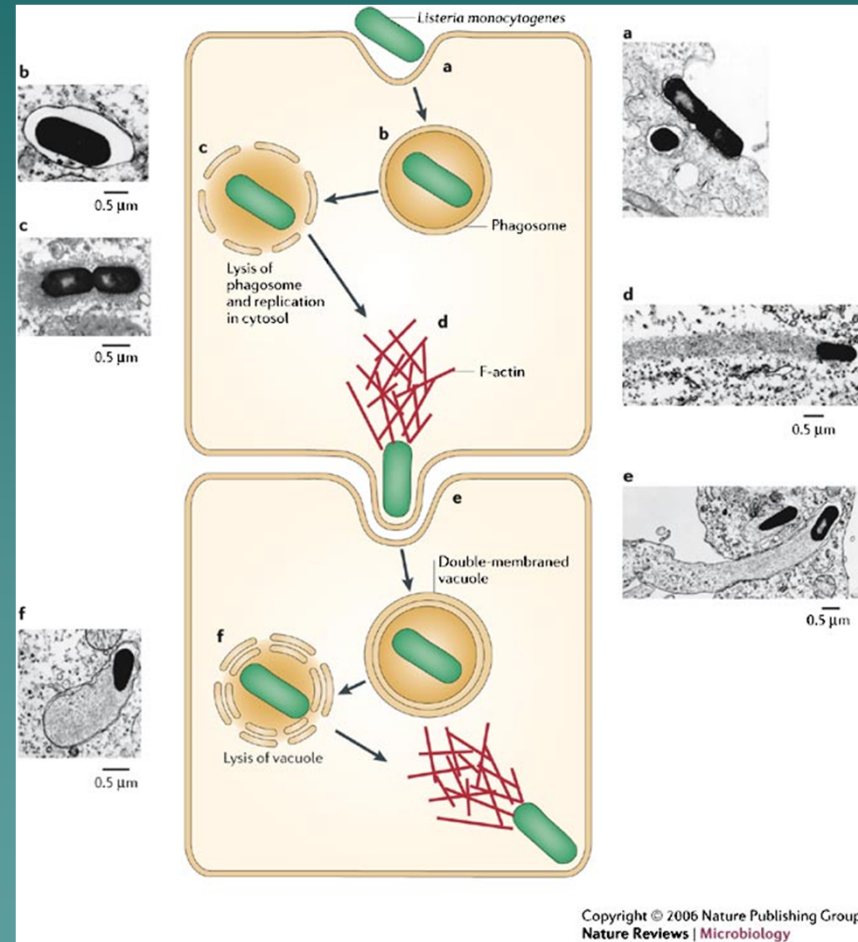 Listeria monocytogenes
a
a
b
b
0.5 µm
c
Phagosome
c
0.5 µm
Lysis of
phagosome
and replication
in cytosol
d
F-actin
d
0.5 µm
e
e
0.5 µm
Double-membraned
vacuole
f
f
Lysis of vacuole
0.5 µm
Copyright © 2006 Nature Publishing Group
Nature Reviews | Microbiology